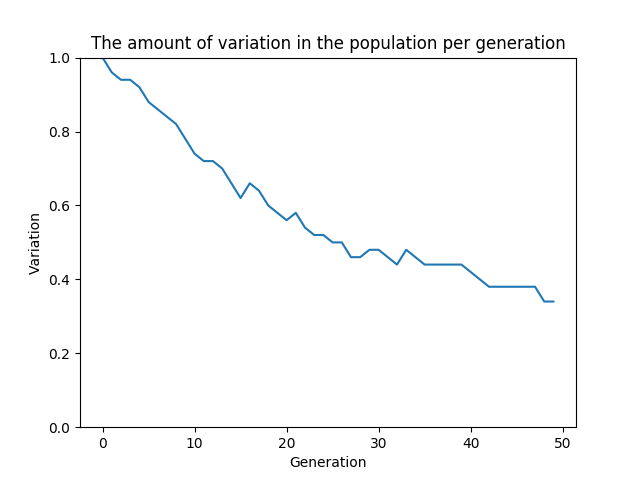 The amount of variation in the population per generation
1.0
0.8
0.6
0.4
0.2
0.0
Variation
0 10 20 30 40 50
Generation